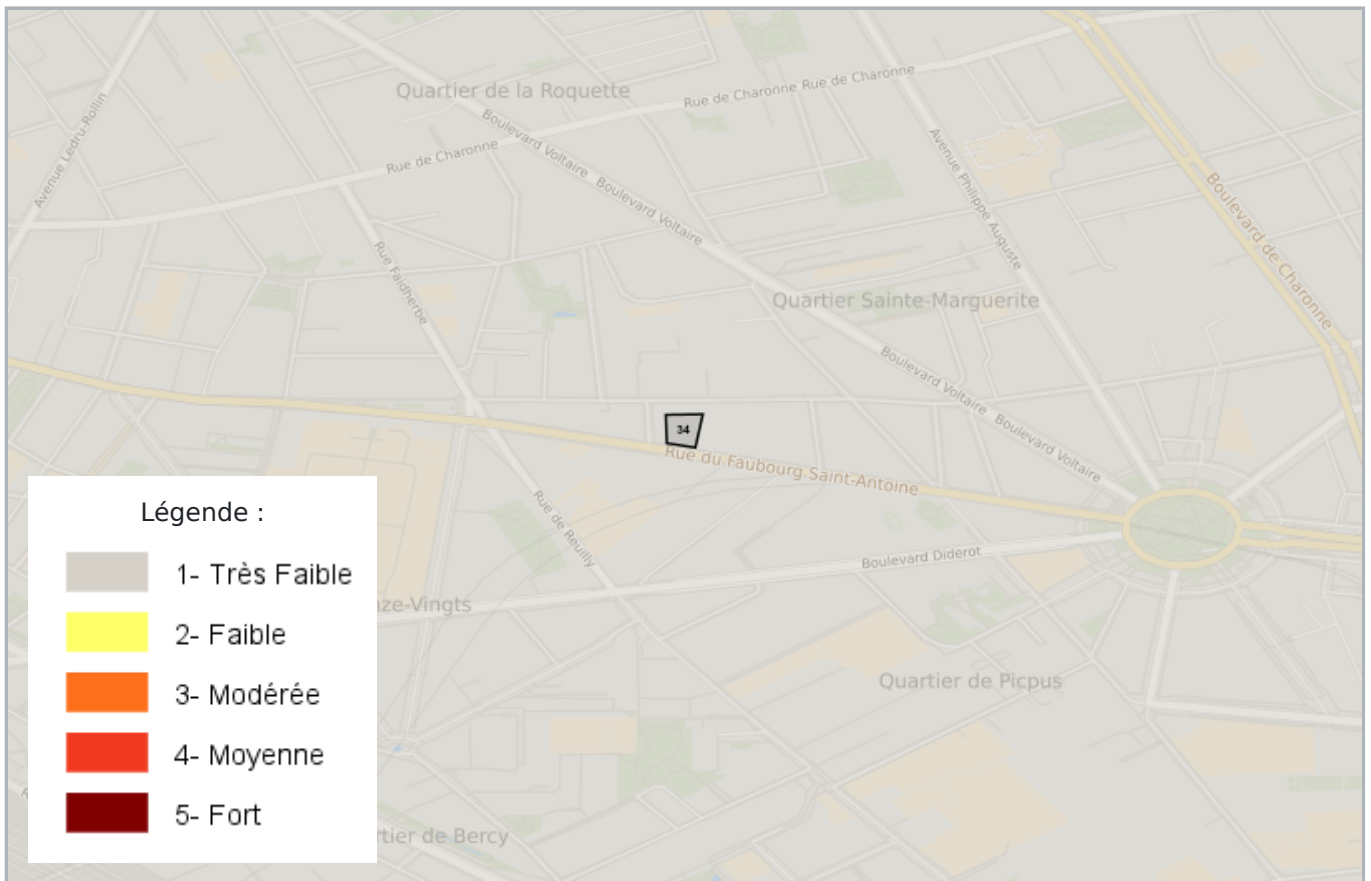 Quartier de la Roquette
Rue de Charonne Rue de Charonne
Avenue Ledru-Rollin
Boulevard Voltaire
Rue de Charonne
Avenue Philippe Auguste
Boulevard Voltaire
Boulevard de Charonne
Rue Faidherbe
Quartier Sainte-Marguerite
Boulevard Voltaire
Boulevard Voltaire
34
Rue du Faubourg Saint-Antoine
Rue de Reuilly
Boulevard Diderot
Légende :
1- Très Faible
2- Faible
3- Modérée
4- Moyenne
5- Fort
nze-Vingts
Quartier de Picpus
rtier de Bercy